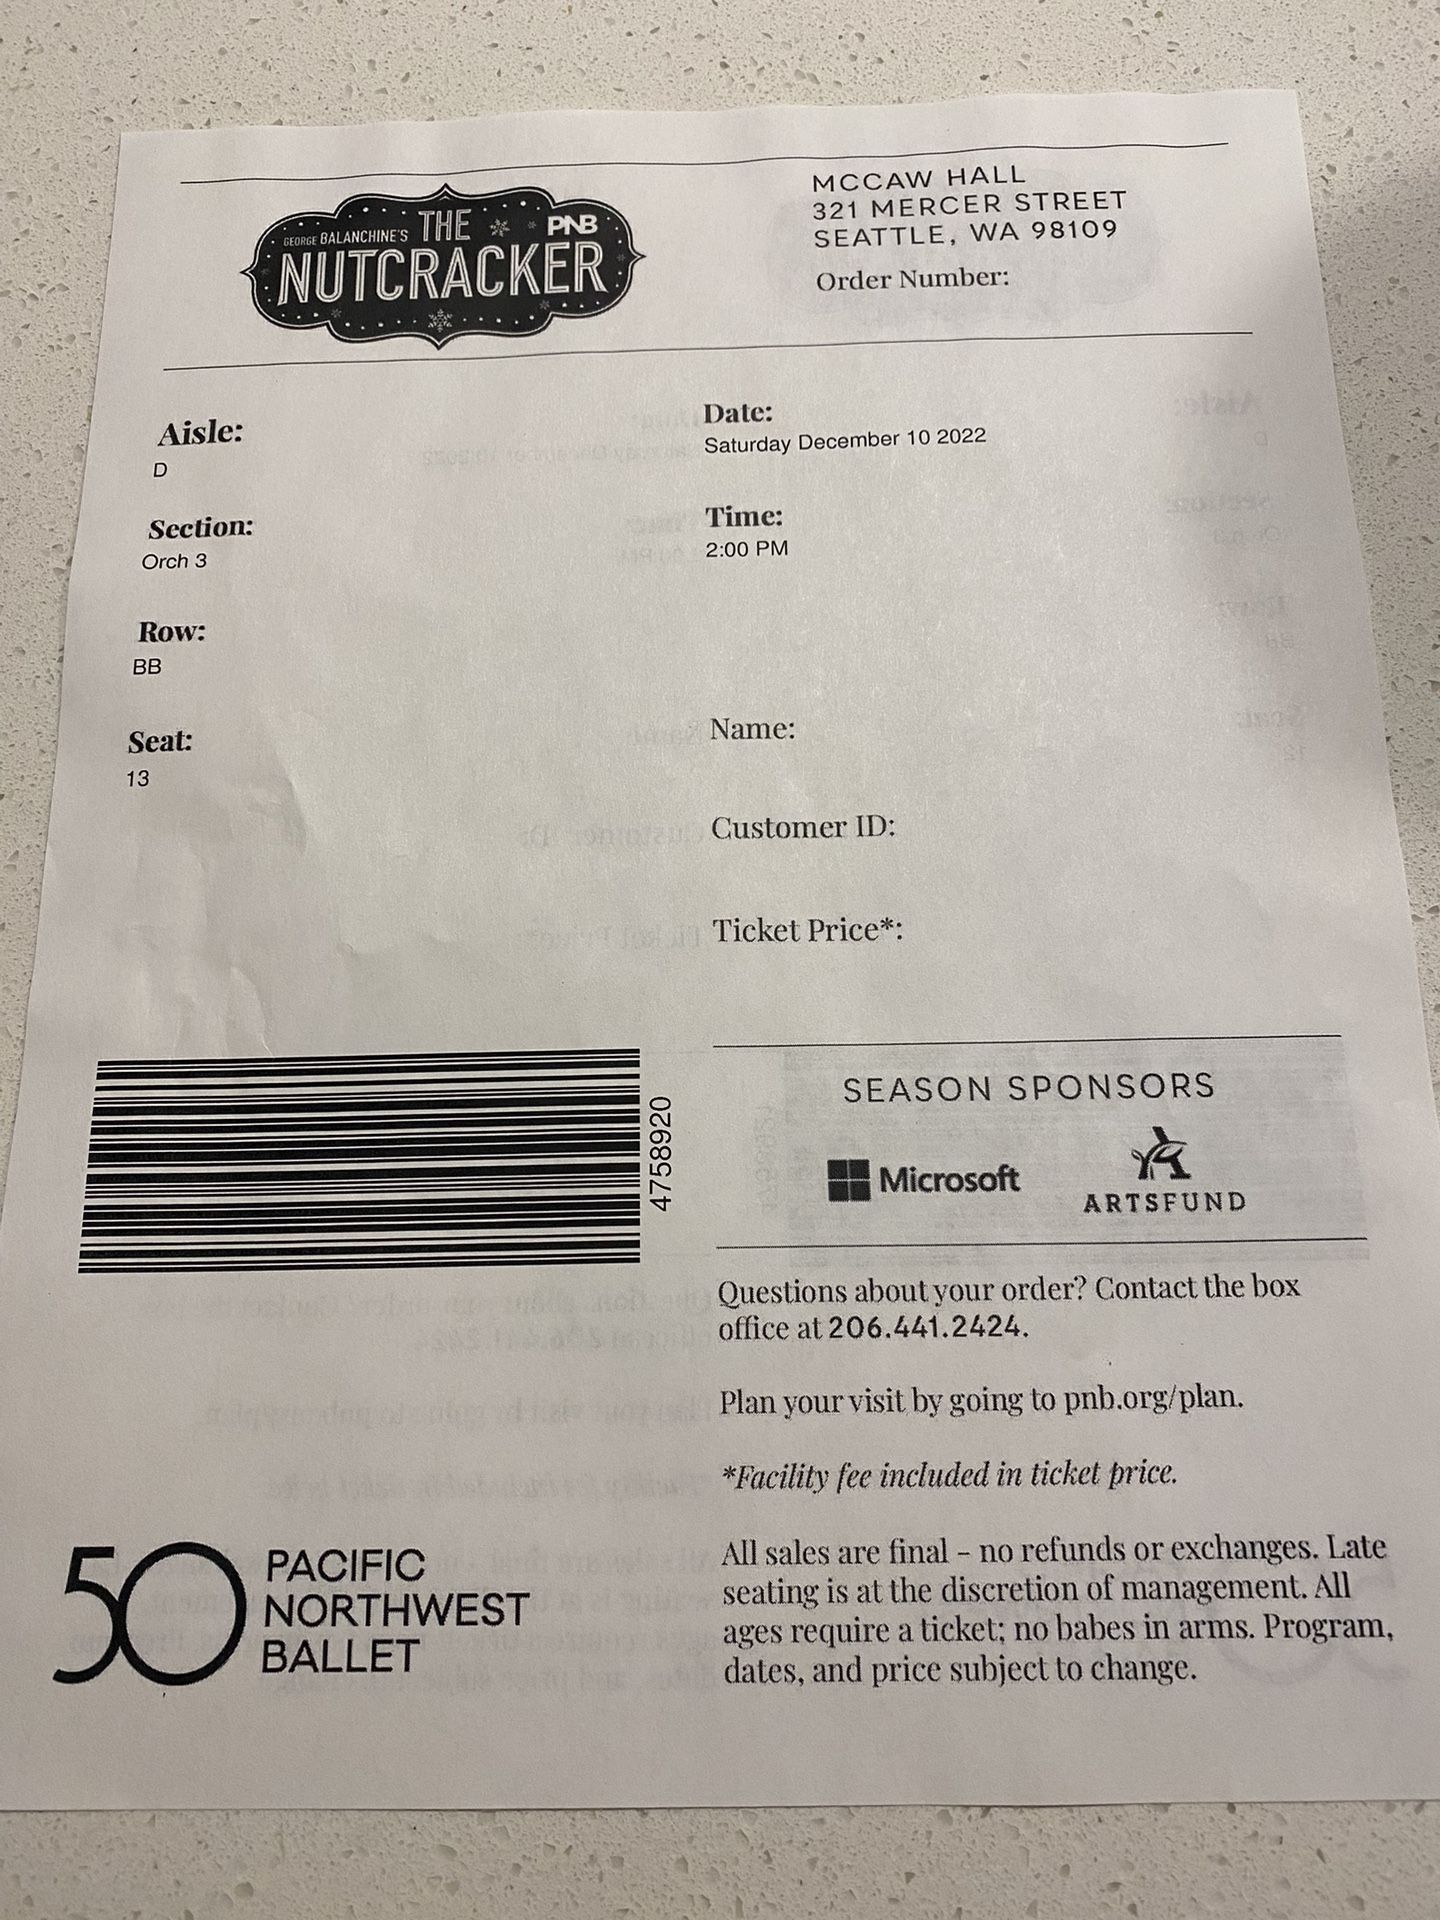 GEORGE BALANCHINE'S THE PNB
NUTCRACKER
MCCAW HALL
321 MERCER STREET
SEATTLE, WA 98109
Order Number:
Aisle:
D
Section:
Orch 3
Row:
BB
Seat:
13
Date:
Saturday December 10 2022
Time:
2:00 PM
Name:
Customer ID:
Ticket Price*:
4758920
SEASON SPONSORS
Microsoft
ARTSFUND
Questions about your order? Contact the box
office at 206.441.2424.
Plan your visit by going to pnb.org/plan.
*Facility fee included in ticket price.
All sales are final – no refunds or exchanges. Late
seating is at the discretion of management. All
ages require a ticket; no babes in arms. Program,
dates, and price subject to change.
50 PACIFIC
NORTHWEST
BALLET